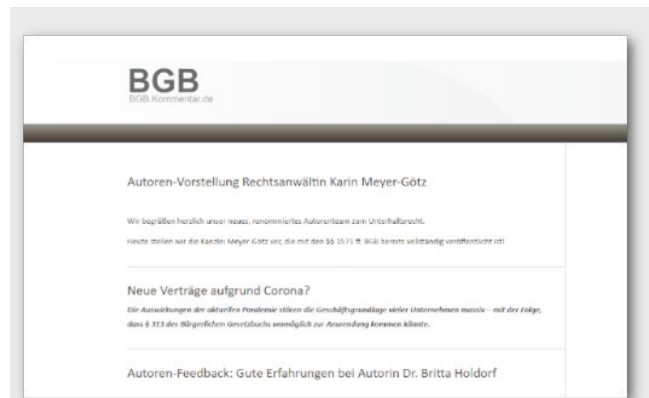 BGB
BGB.Kommentar.de
Autoren-Vorstellung Rechtsanwältin Karin Meyer-Götz
Wir begrüßen herzlich unser neues, renommiertes Autorenteam zum Unterhaltsrecht.
Heute stellen wir die Kanzlei Meyer-Götz vor, die mit den §§ 1571 ff. BGB bereits vollständig veröffentlicht ist!
Neue Verträge aufgrund Corona?
Die Auswirkungen der aktuellen Pandemie stören die Geschäftsgrundlage vieler Unternehmen massiv – mit der Folge,
dass § 313 des Bürgerlichen Gesetzbuchs womöglich zur Anwendung kommen könnte.
Autoren-Feedback: Gute Erfahrungen bei Autorin Dr. Britta Holdorf